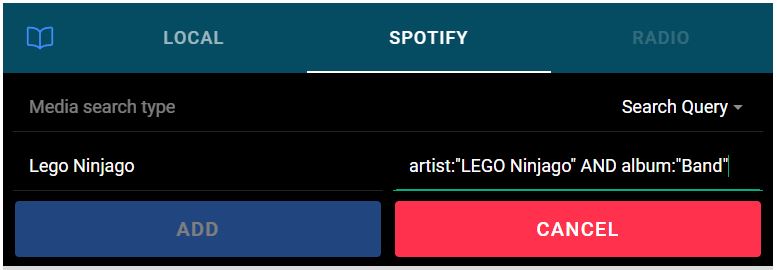 LOCAL SPOTIFY RADIO
Media search type Search Query
Lego Ninjago artist:"LEGO Ninjago" AND album:"Band"
ADD CANCEL